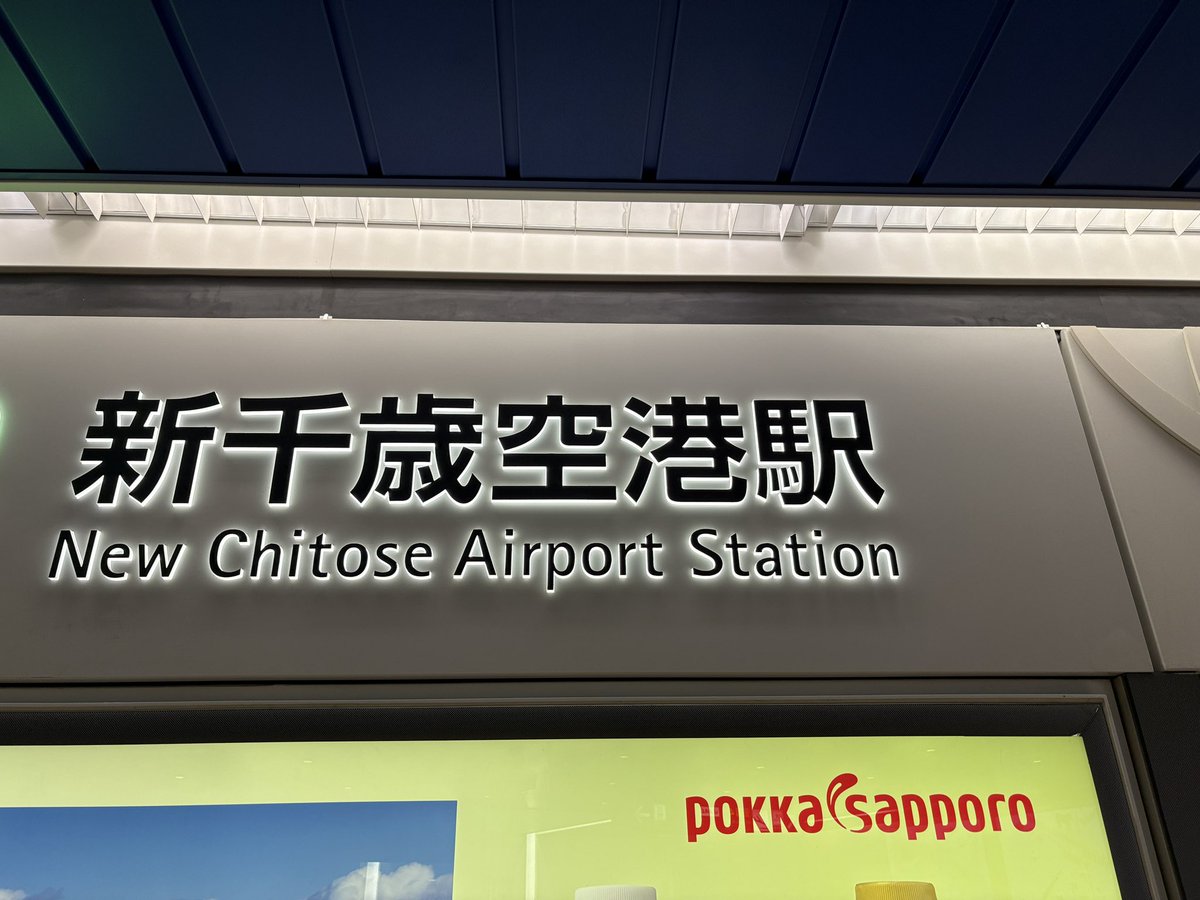 新千歳空港駅
New Chitose Airport Station
POKKA sapporo